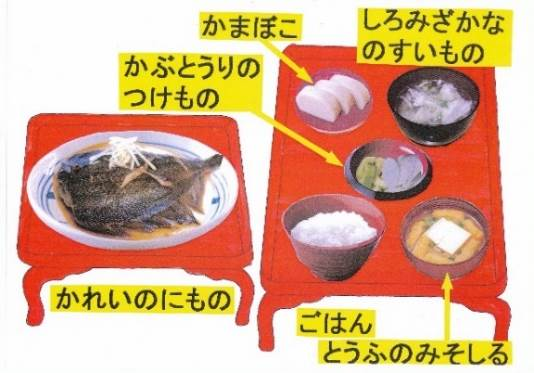 かまぼこ
しろみざかな
のすいもの
かぶとうりの
つけもの
かれいのにもの
ごはん
とうふのみそしる